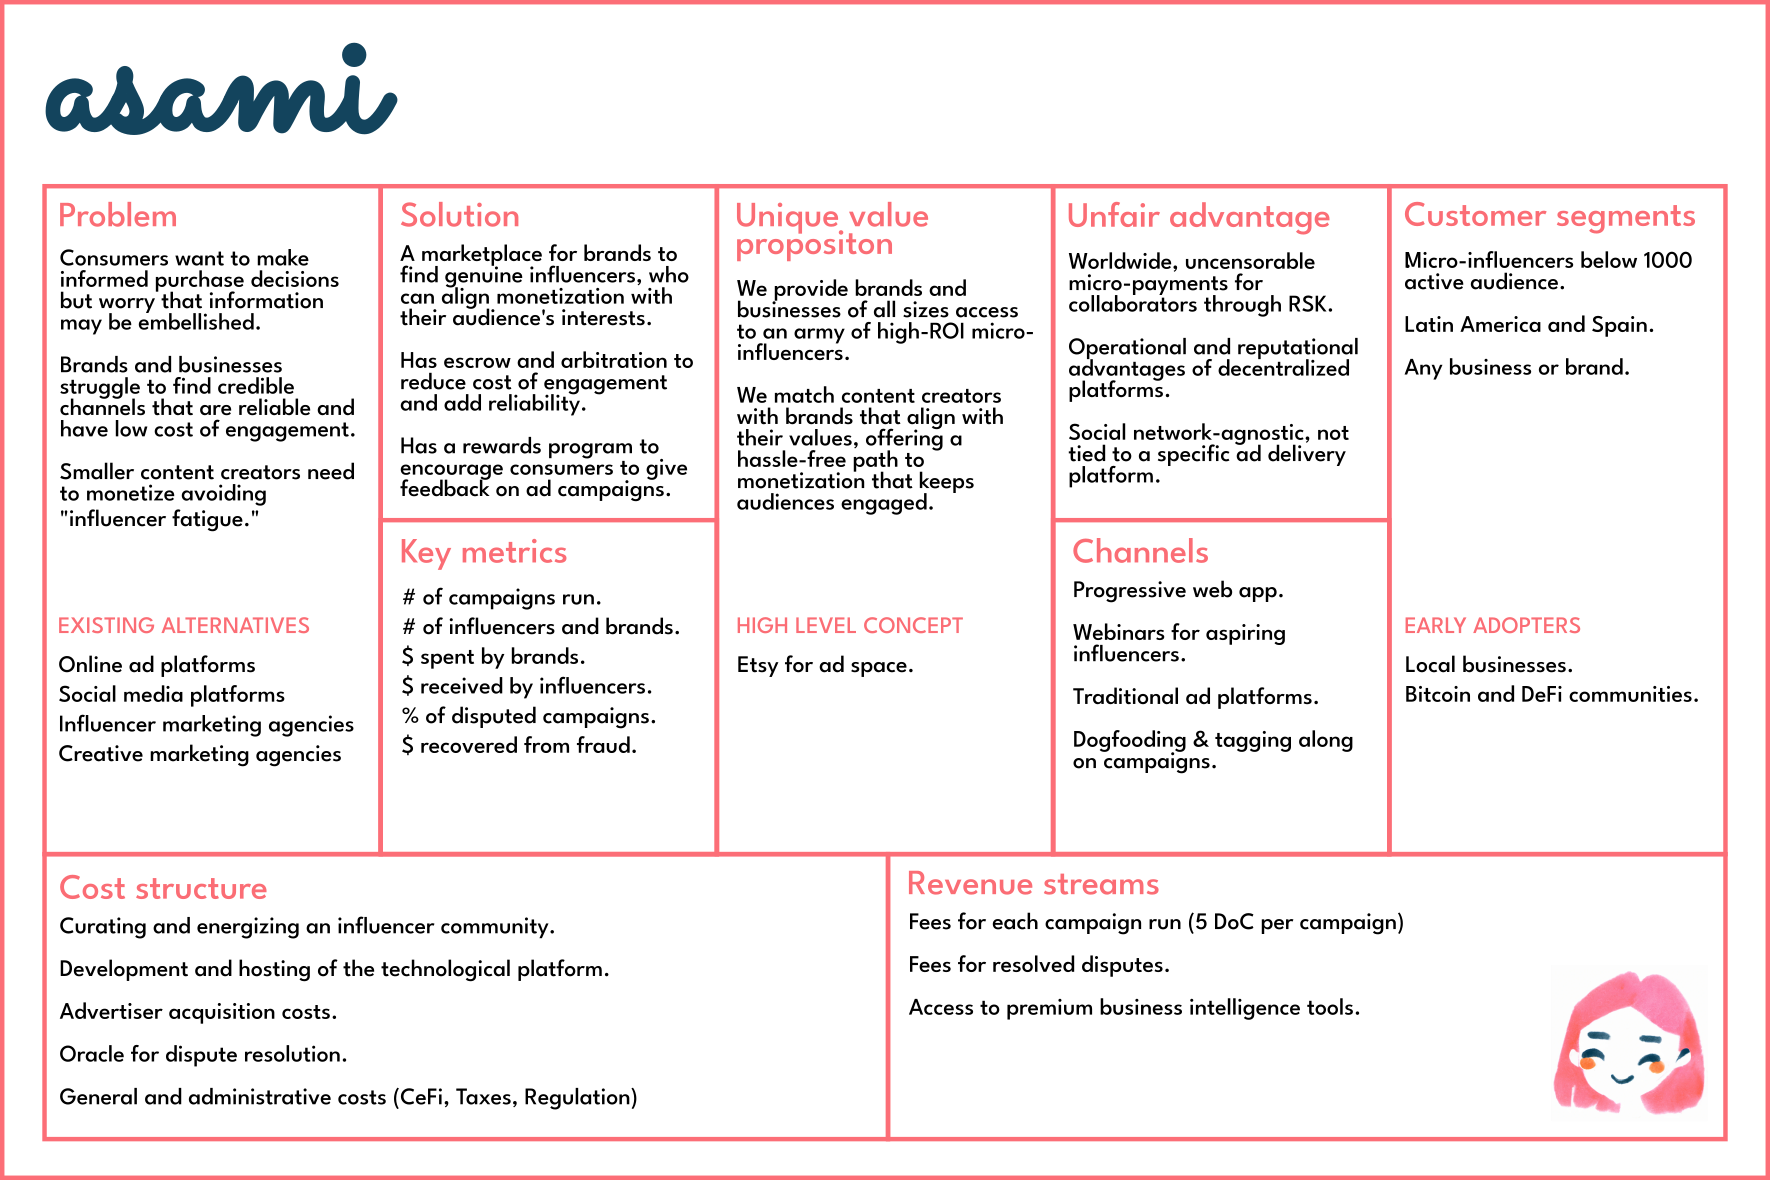 asami
Problem
Consumers want to make
informed purchase decisions
but worry that information
may be embellished.
Brands and businesses
struggle to find credible
channels that are reliable and
have low cost of engagement.
Smaller content creators need
to monetize avoiding
"influencer fatigue."
EXISTING ALTERNATIVES
Online ad platforms
Social media platforms
Influencer marketing agencies
Creative marketing agencies
Solution
A marketplace for brands to
find genuine influencers, who
can align monetization with
their audience's interests.
Has escrow and arbitration to
reduce cost of engagement
and add reliability.
Has a rewards program to
encourage consumers to give
feedback on ad campaigns.
Key metrics
# of campaigns run.
# of influencers and brands.
$ spent by brands.
$ received by influencers.
% of disputed campaigns.
$ recovered from fraud.
Unique value
propositon
We provide brands and
businesses of all sizes access
to an army of high-ROI micro-
influencers.
We match content creators
with brands that align with
their values, offering a
hassle-free path to
monetization that keeps
audiences engaged.
HIGH LEVEL CONCEPT
Etsy for ad space.
Unfair advantage
Worldwide, uncensorable
micro-payments for
collaborators through RSK.
Operational and reputational
advantages of decentralized
platforms.
Social network-agnostic, not
tied to a specific ad delivery
platform.
Channels
Progressive web app.
Webinars for aspiring
influencers.
Traditional ad platforms.
Dogfooding & tagging along
on campaigns.
Customer segments
Micro-influencers below 1000
active audience.
Latin America and Spain.
Any business or brand.
EARLY ADOPTERS
Local businesses.
Bitcoin and DeFi communities.
Cost structure
Curating and energizing an influencer community.
Development and hosting of the technological platform.
Advertiser acquisition costs.
Oracle for dispute resolution.
General and administrative costs (CeFi, Taxes, Regulation)
Revenue streams
Fees for each campaign run (5 DoC per campaign)
Fees for resolved disputes.
Access to premium business intelligence tools.